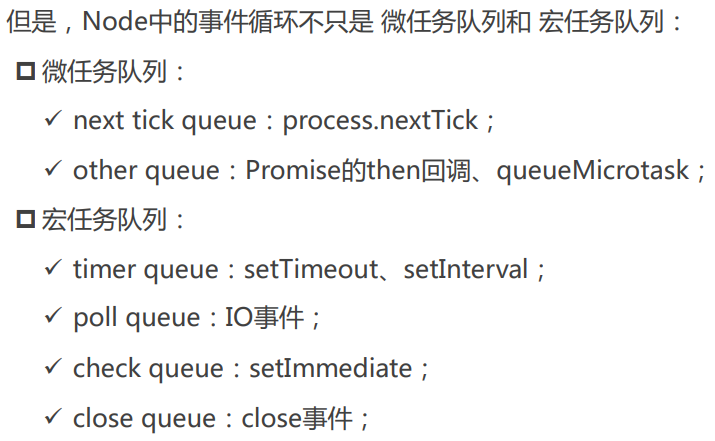 但是，Node中的事件循环不只是 微任务队列和 宏任务队列：
微任务队列：
next tick queue：process.nextTick；
other queue：Promise的then回调、queueMicrotask；
宏任务队列：
timer queue：setTimeout、setInterval；
poll queue：IO事件；
check queue：setImmediate；
close queue：close事件；